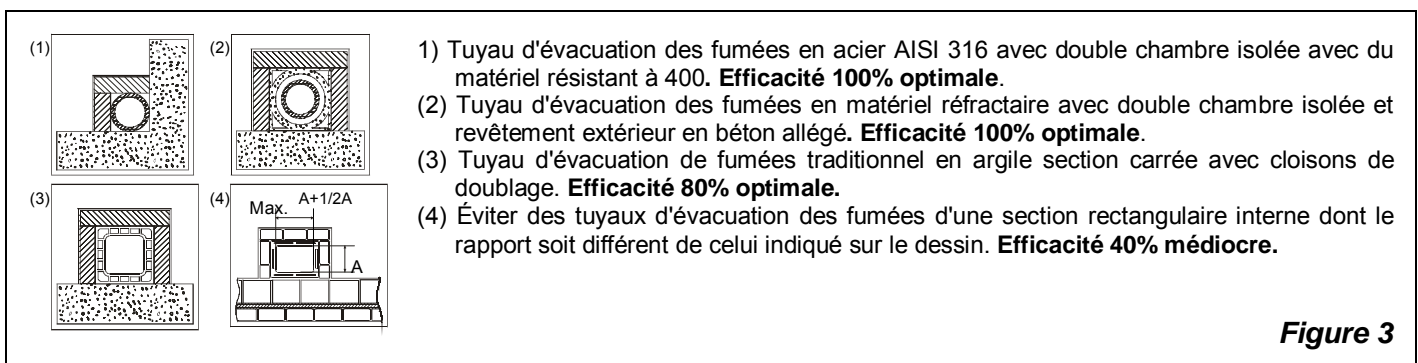 (1)
(2)
(3)
(4)
Max.
A+1/2A
A
1) Tuyau d'évacuation des fumées en acier AISI 316 avec double chambre isolée avec du
matériel résistant à 400. Efficacité 100% optimale.
(2) Tuyau d'évacuation des fumées en matériel réfractaire avec double chambre isolée et
revêtement extérieur en béton allégé. Efficacité 100% optimale.
(3) Tuyau d'évacuation de fumées traditionnel en argile section carrée avec cloisons de
doublage. Efficacité 80% optimale.
(4) Éviter des tuyaux d'évacuation des fumées d'une section rectangulaire interne dont le
rapport soit différent de celui indiqué sur le dessin. Efficacité 40% médiocre.
Figure 3